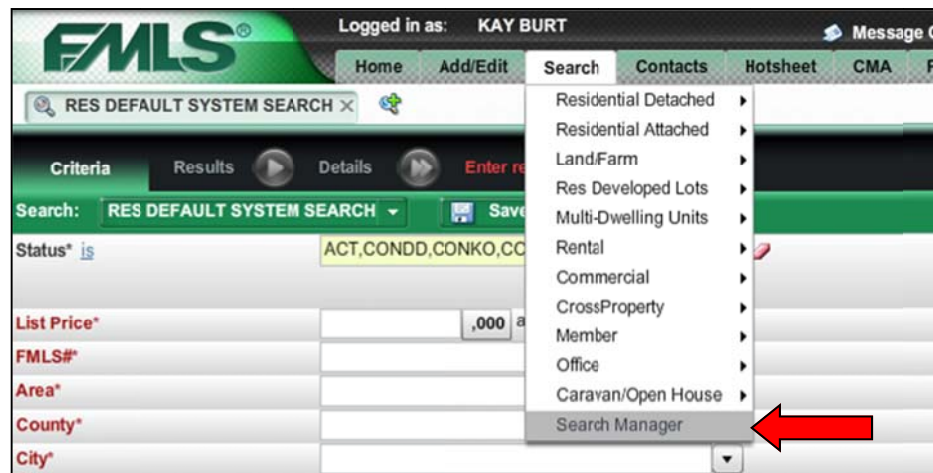 FMLS®
Logged in as: KAY BURT
Message
Home Add/Edit Search Contacts Hotsheet CMA
RES DEFAULT SYSTEM SEARCH ×
Criteria Results Details Enter
Search: RES DEFAULT SYSTEM SEARCH Save
Status* is ACT,CONDD,CONKO,CO
List Price* ,000
FMLS#*
Area*
County*
City*
Residential Detached
Residential Attached
Land/Farm
Res Developed Lots
Multi-Dwelling Units
Rental
Commercial
CrossProperty
Member
Office
Caravan/Open House
Search Manager